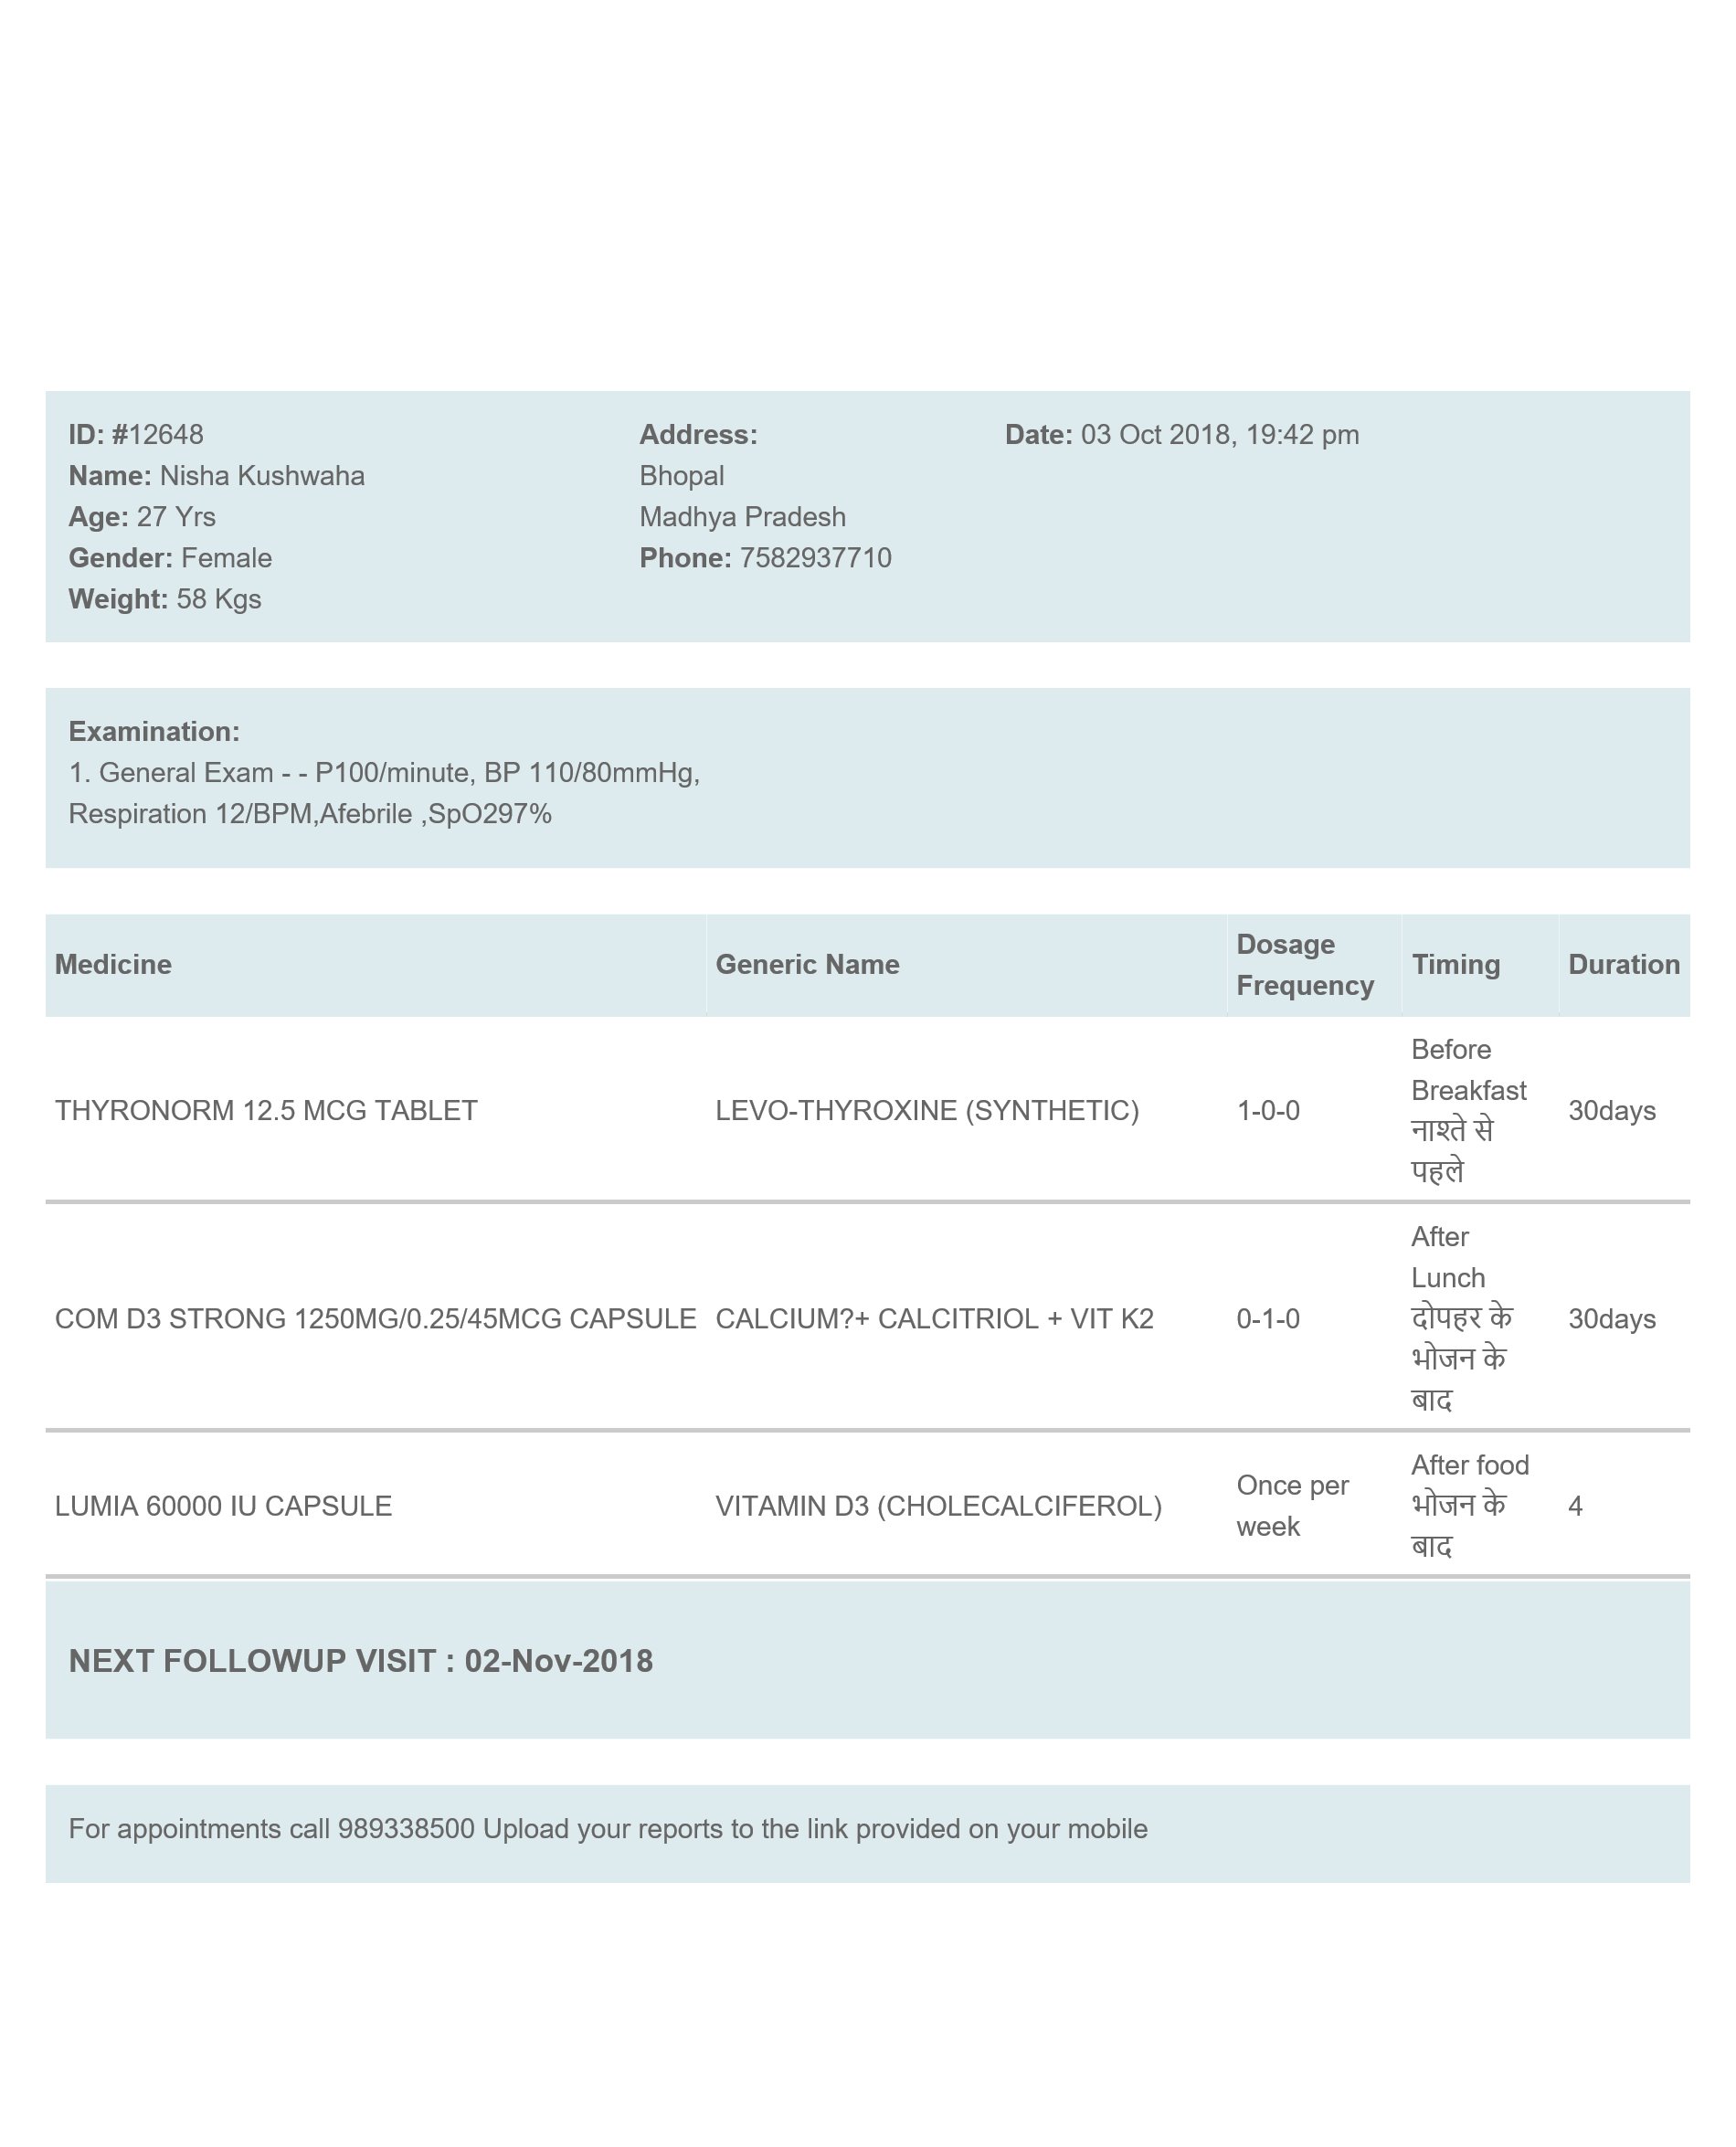 ID: #12648
Name: Nisha Kushwaha
Age: 27 Yrs
Gender: Female
Weight: 58 Kgs
Address:
Bhopal
Madhya Pradesh
Phone: 7582937710
Date: 03 Oct 2018, 19:42 pm
Examination:
1. General Exam - - P100/minute, BP 110/80mmHg,
Respiration 12/BPM,Afebrile ,SpO297%
Medicine
Generic Name
Dosage
Frequency
Timing
Duration
THYRONORM 12.5 MCG TABLET
LEVO-THYROXINE (SYNTHETIC)
1-0-0
Before
Breakfast
नाश्ते से
पहले
30days
COM D3 STRONG 1250MG/0.25/45MCG CAPSULE
CALCIUM?+ CALCITRIOL + VIT K2
0-1-0
After
Lunch
दोपहर के
भोजन के
बाद
30days
LUMIA 60000 IU CAPSULE
VITAMIN D3 (CHOLECALCIFEROL)
Once per
week
After food
भोजन के
बाद
4
NEXT FOLLOWUP VISIT : 02-Nov-2018
For appointments call 989338500 Upload your reports to the link provided on your mobile